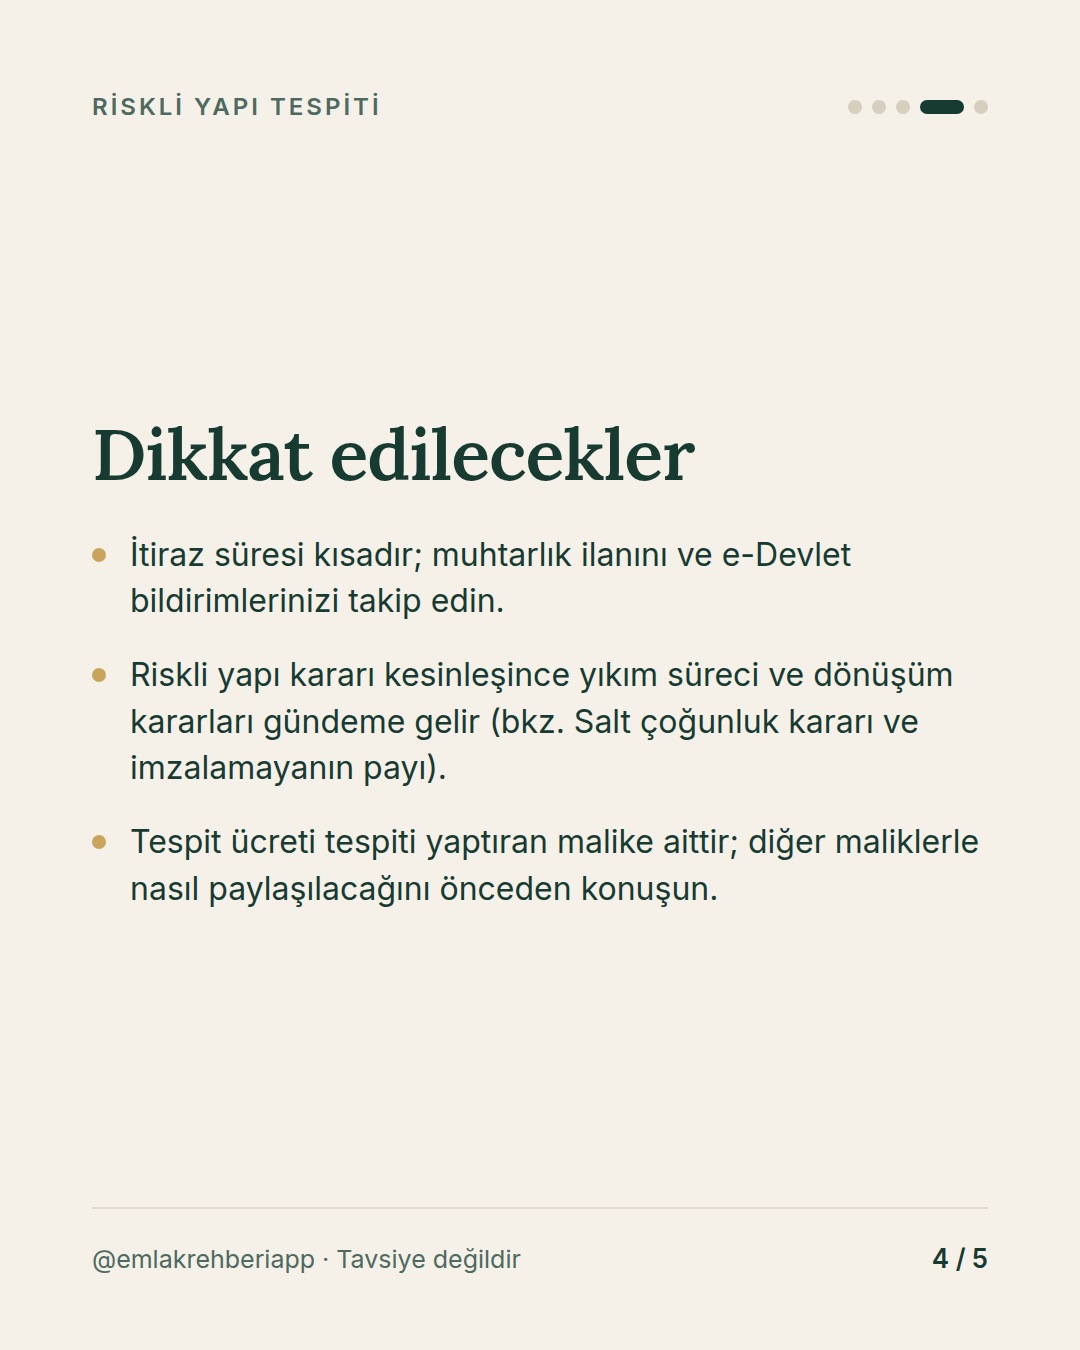 RİSKLİ YAPI TESPİTİ
Dikkat edilecekler
İtiraz süresi kısadır; muhtarlık ilanını ve e-Devlet
bildirimlerinizi takip edin.
Riskli yapı kararı kesinleşince yıkım süreci ve dönüşüm
kararları gündeme gelir (bkz. Salt çoğunluk kararı ve
imzalamayanın payı).
Tespit ücreti tespiti yaptıran malike aittir; diğer maliklerle
nasıl paylaşılacağını önceden konuşun.
@emlakrehberiapp · Tavsiye değildir
4 / 5